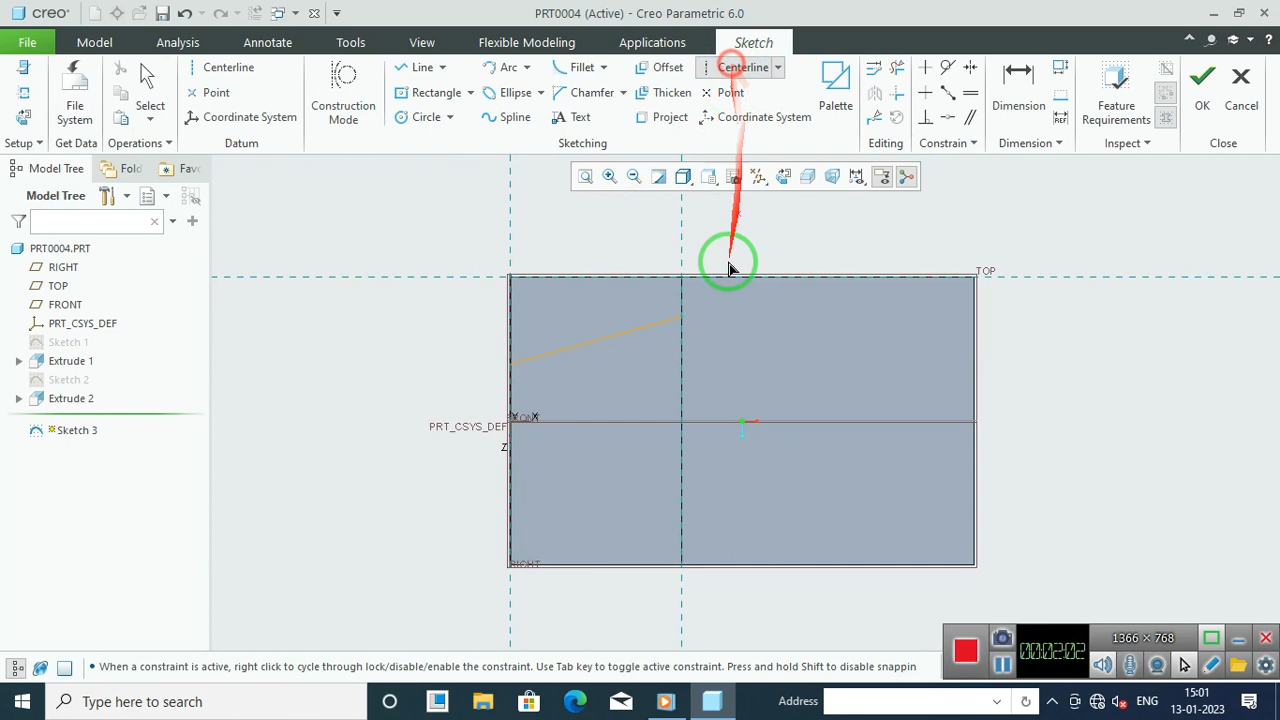 creo® PRT0004 (Active) - Creo Parametric 6.0
File Model Analysis Annotate Tools View Flexible Modeling Applications Sketch
Centerline Line Arc Fillet Offset Centerline
Point Rectangle Ellipse Chamfer Thicken Point
Coordinate System Circle Spline Text Project Coordinate System
File System Select Construction Mode Palette Dimension Feature Requirements OK Cancel
Setup Get Data Operations Datum Sketching Editing Constrain Dimension Inspect Close
Model Tree Fold Fav
Model Tree
PRT0004.PRT
RIGHT
TOP
FRONT
PRT_CSYS_DEF
Sketch 1
Extrude 1
Sketch 2
Extrude 2
Sketch 3
TOP
Y X
PRT_CSYS_DEF
Z
RIGHT
1366 × 768
00:02:02
• When a constraint is active, right click to cycle through lock/disable/enable the constraint. Use Tab key to toggle active constraint. Press and hold Shift to disable snappin
Type here to search
Address
ENG
15:01
13-01-2023